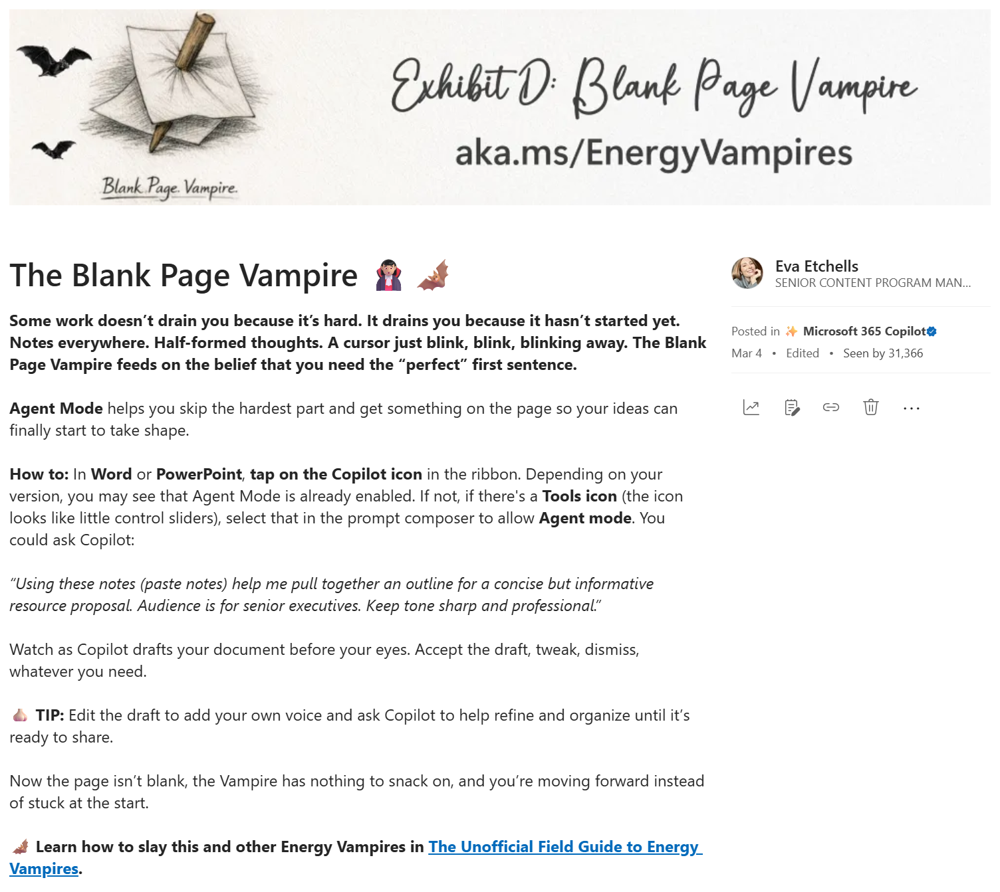 Exhibit D: Blank Page Vampire
aka.ms/EnergyVampires
Blank Page. Vampire.
The Blank Page Vampire
Some work doesn’t drain you because it’s hard. It drains you because it hasn’t started yet.
Notes everywhere. Half-formed thoughts. A cursor just blink, blink, blinking away. The Blank
Page Vampire feeds on the belief that you need the “perfect” first sentence.
Agent Mode helps you skip the hardest part and get something on the page so your ideas can
finally start to take shape.
How to: In Word or PowerPoint, tap on the Copilot icon in the ribbon. Depending on your
version, you may see that Agent Mode is already enabled. If not, if there's a Tools icon (the icon
looks like little control sliders), select that in the prompt composer to allow Agent mode. You
could ask Copilot:
“Using these notes (paste notes) help me pull together an outline for a concise but informative
resource proposal. Audience is for senior executives. Keep tone sharp and professional.”
Watch as Copilot drafts your document before your eyes. Accept the draft, tweak, dismiss,
whatever you need.
TIP: Edit the draft to add your own voice and ask Copilot to help refine and organize until it’s
ready to share.
Now the page isn’t blank, the Vampire has nothing to snack on, and you’re moving forward instead
of stuck at the start.
Learn how to slay this and other Energy Vampires in The Unofficial Field Guide to Energy
Vampires.
Eva Etchells
SENIOR CONTENT PROGRAM MAN...
Posted in ✨ Microsoft 365 Copilot
Mar 4 • Edited • Seen by 31,366